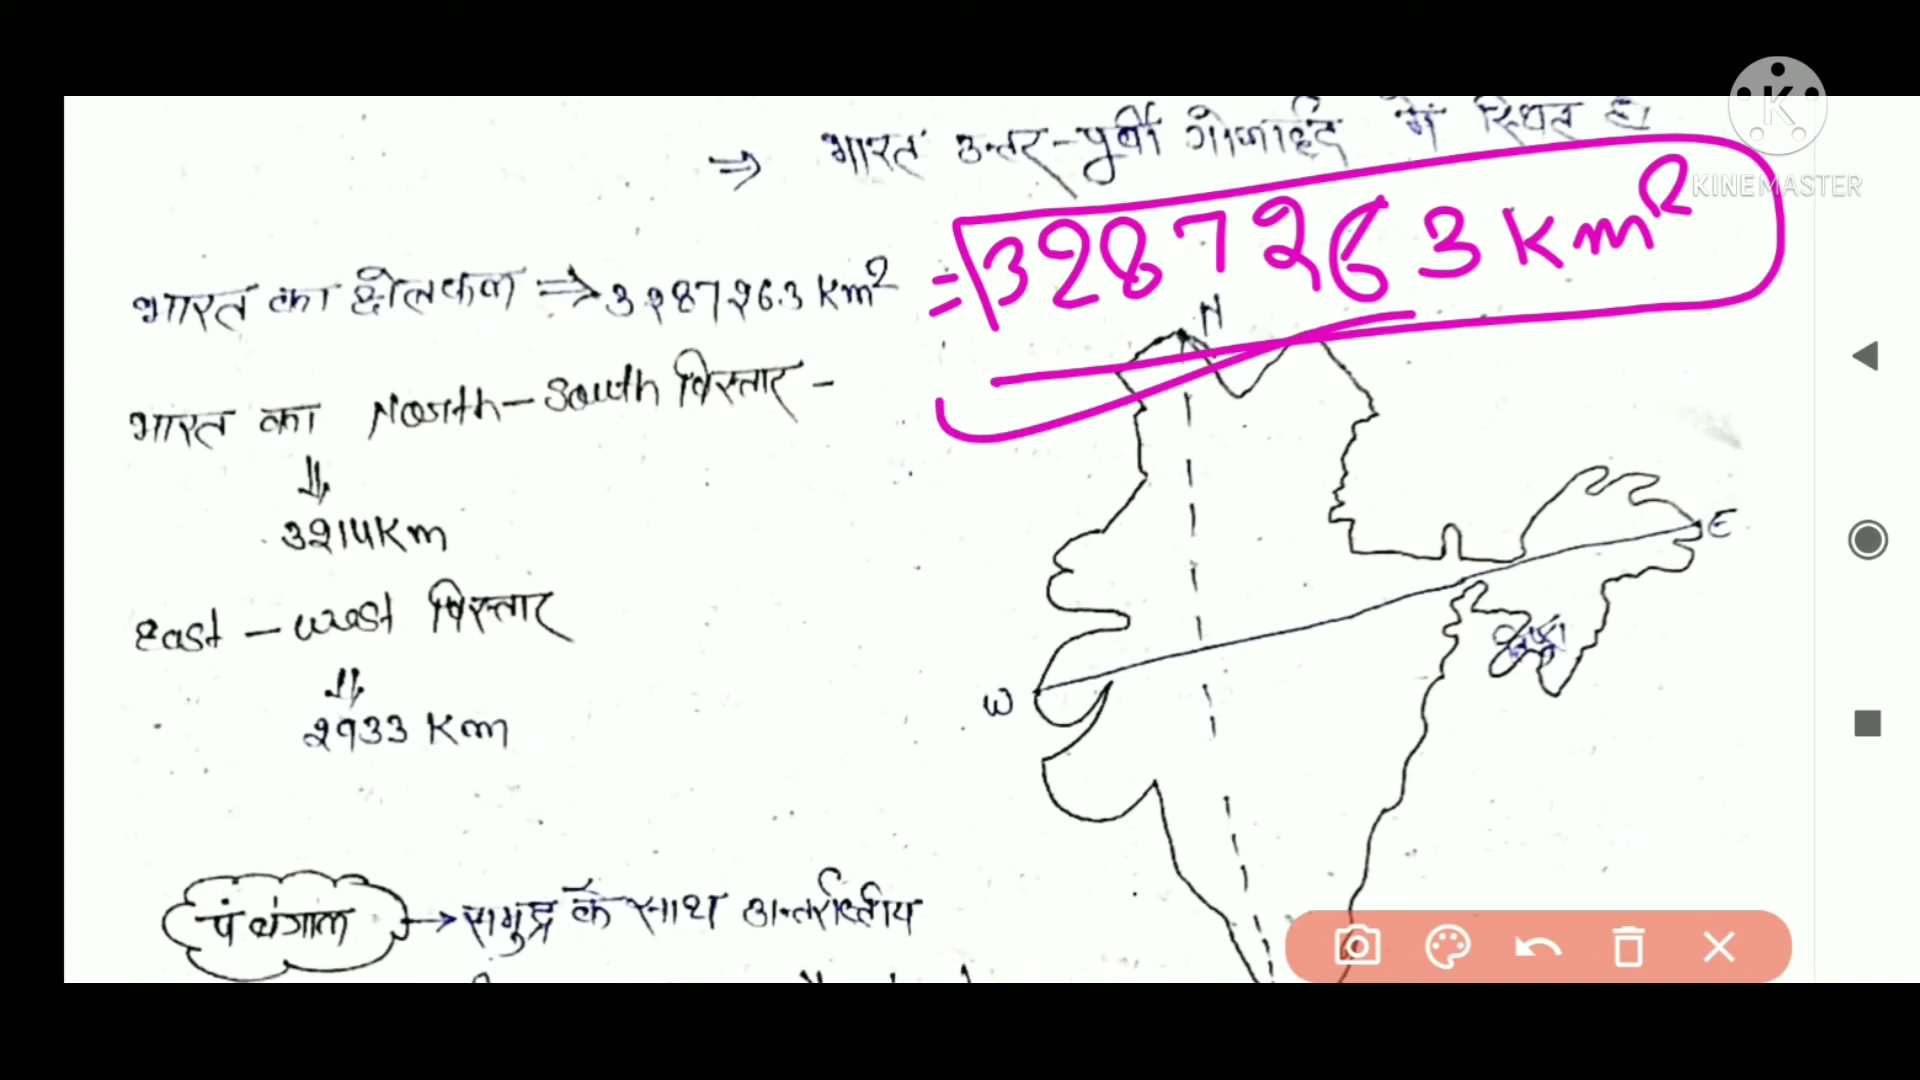 ⇒ भारत उत्तर-पूर्वी गोलार्द्ध में स्थित है।
KINEMASTER
भारत का क्षेत्रफल ⇒ 3287263 km²
= 3287263 km²
N
भारत का North-South विस्तार -
⇓
3214Km
E
East - West विस्तार
⇓
W
2933 Km
प० बंगाल → समुद्र के साथ अन्तर्राष्ट्रीय